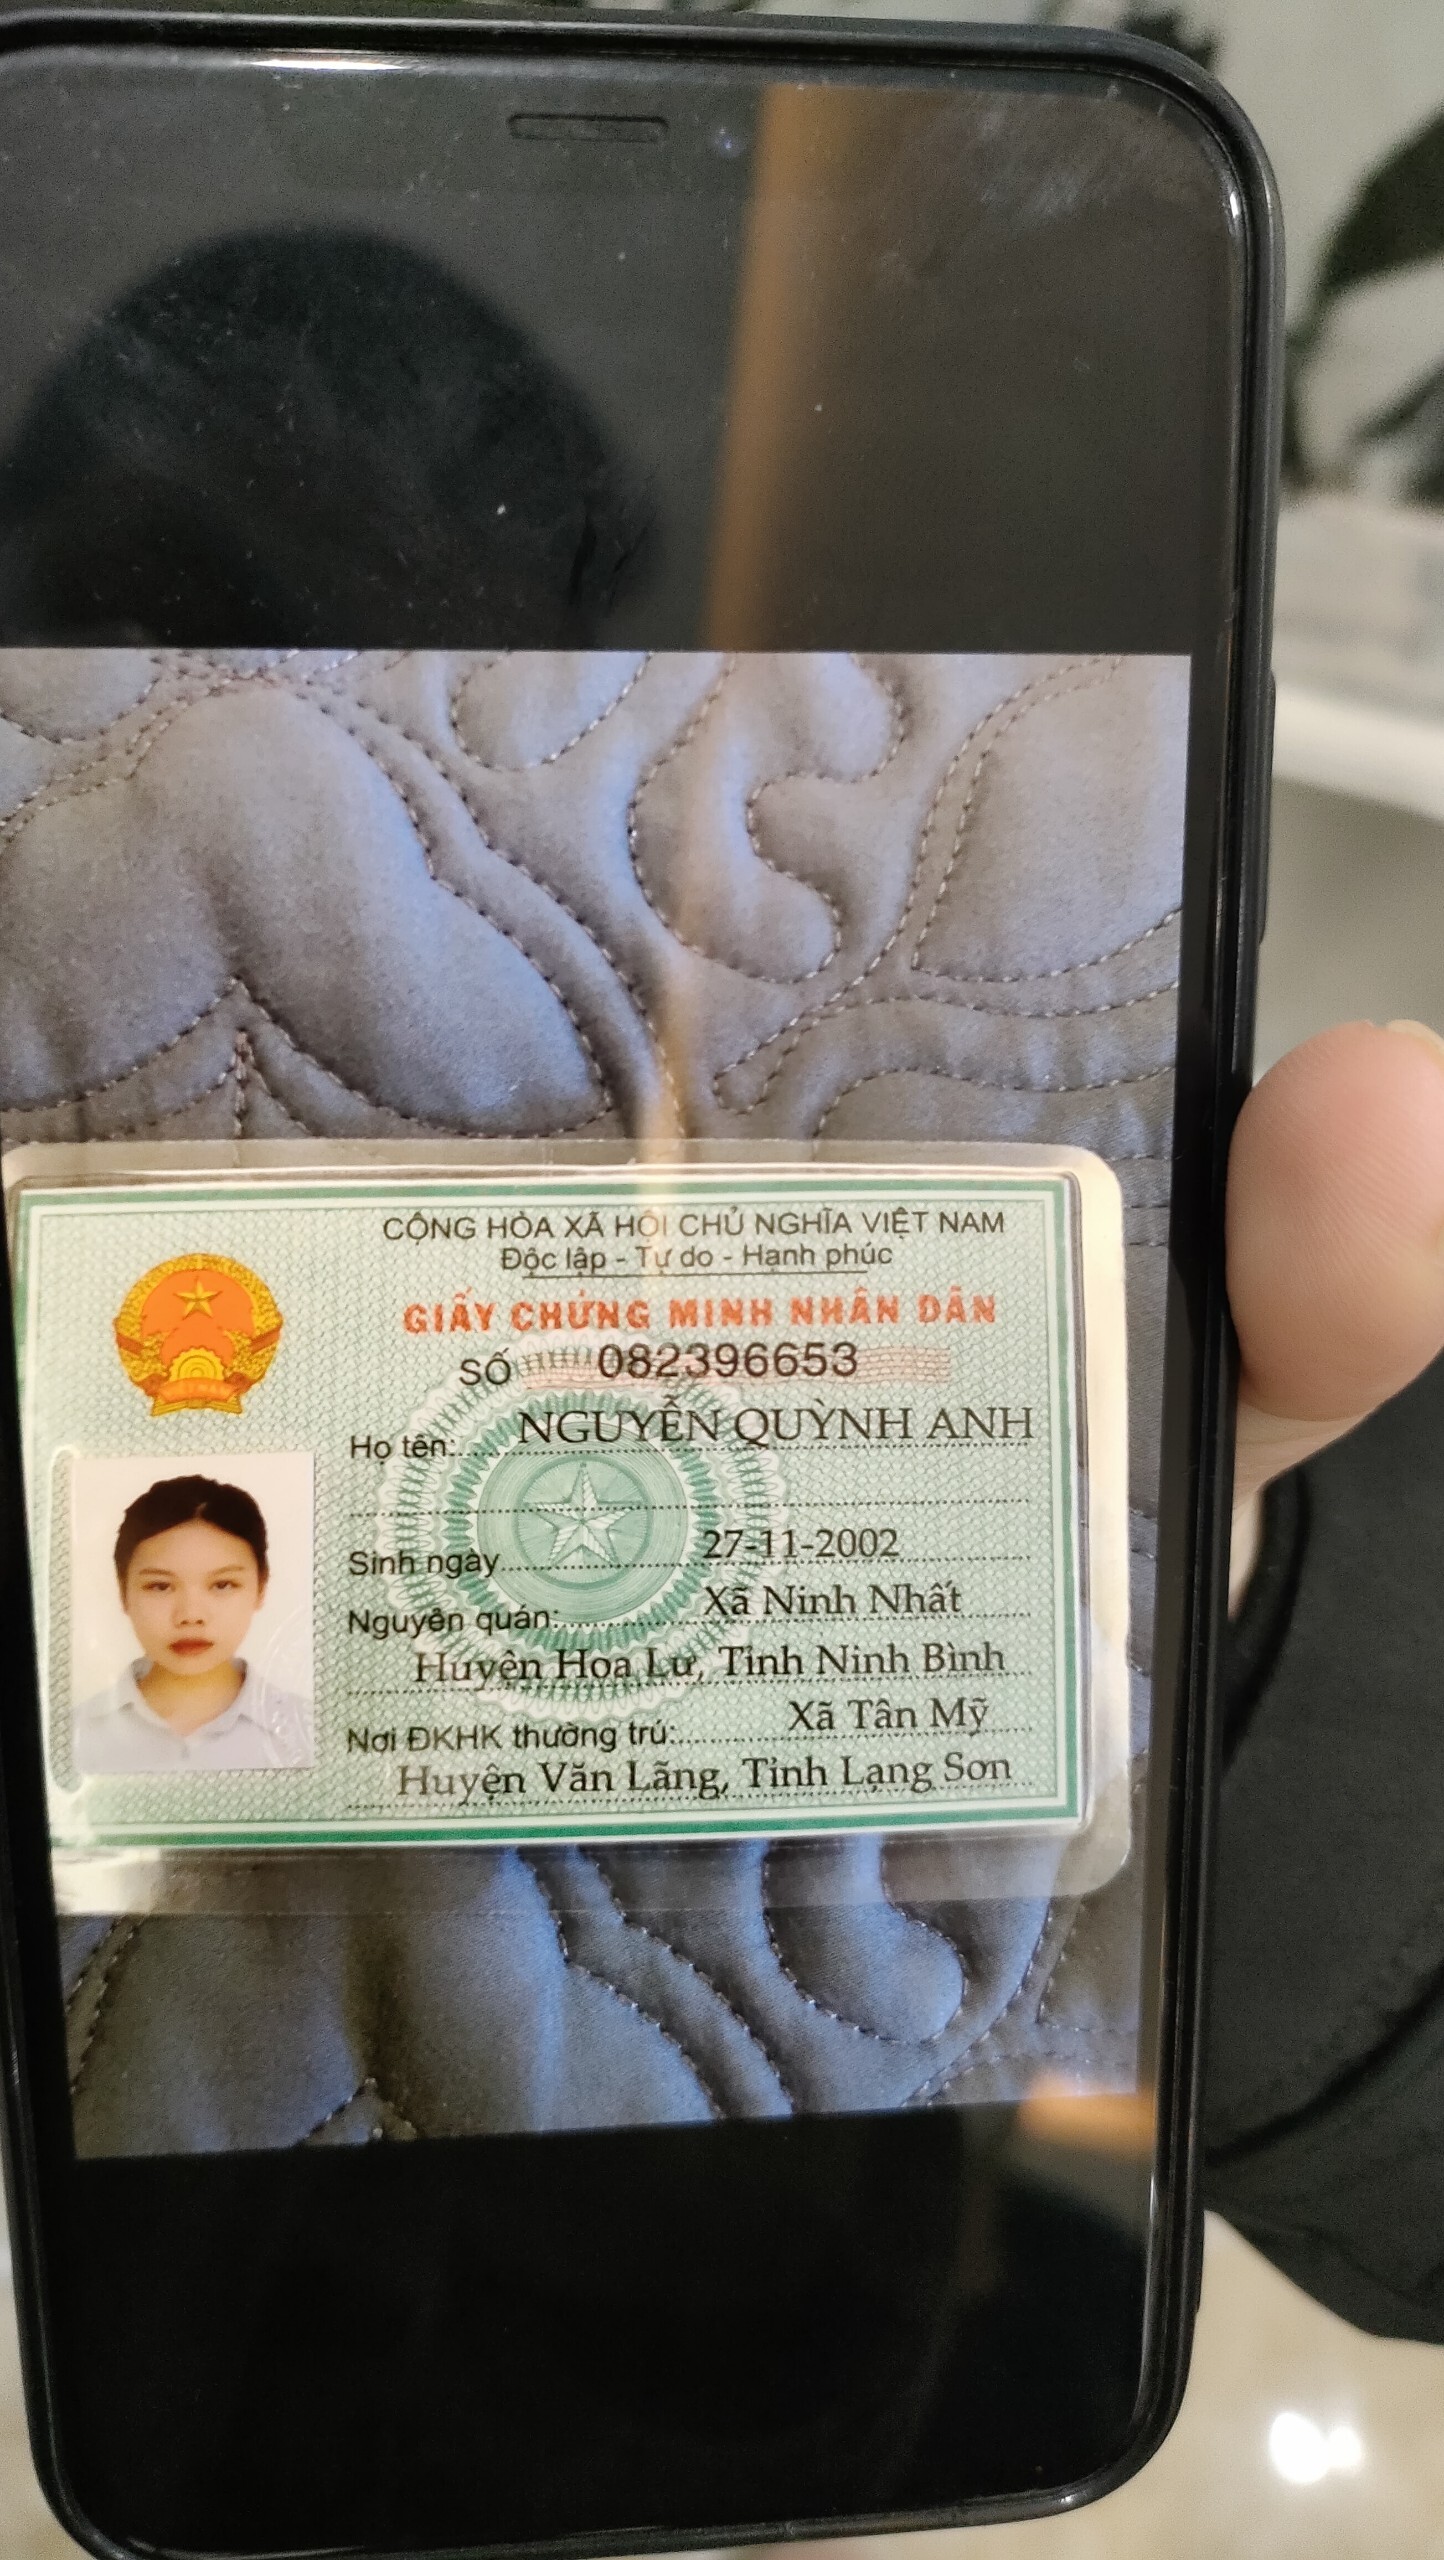 CỘNG HÒA XÃ HỘI CHỦ NGHĨA VIỆT NAM
Độc lập - Tự do - Hạnh phúc
GIẤY CHỨNG MINH NHÂN DÂN
SỐ 082396653
Họ tên: NGUYỄN QUỲNH ANH
Sinh ngày 27-11-2002
Nguyên quán: Xã Ninh Nhất
Huyện Hoa Lư, Tỉnh Ninh Bình
Nơi ĐKHK thường trú: Xã Tân Mỹ
Huyện Văn Lãng, Tỉnh Lạng Sơn